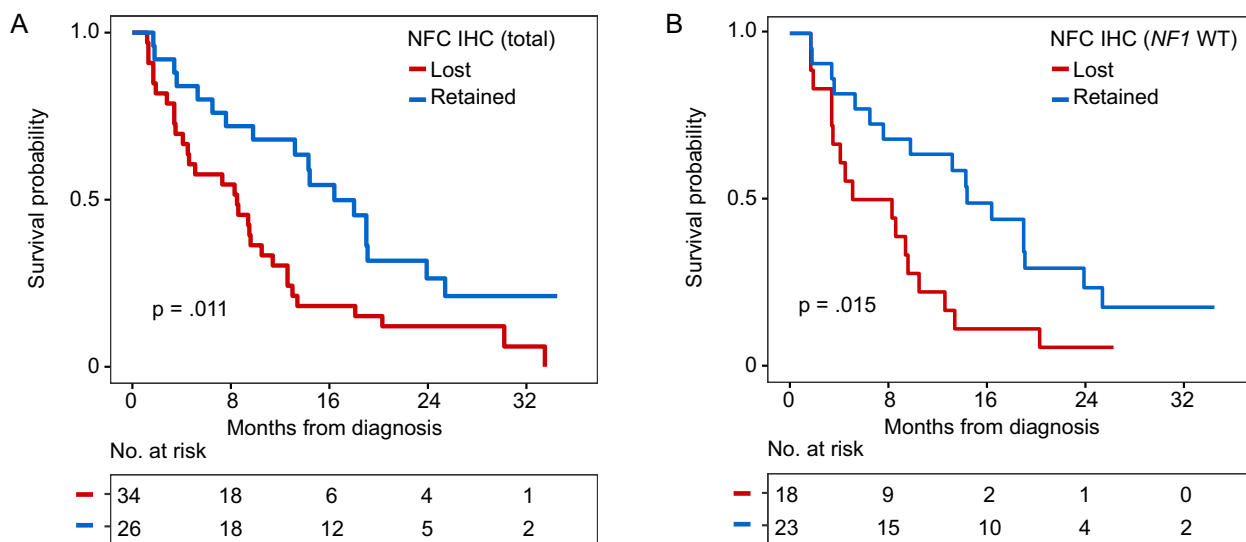 A
NFC IHC (total)
Lost
Retained
Survival probability
1.0
0.5
0
p = .011
0 8 16 24 32
Months from diagnosis
No. at risk
34 18 6 4 1
26 18 12 5 2
B
NFC IHC (NF1 WT)
Lost
Retained
Survival probability
1.0
0.5
0
p = .015
0 8 16 24 32
Months from diagnosis
No. at risk
18 9 2 1 0
23 15 10 4 2